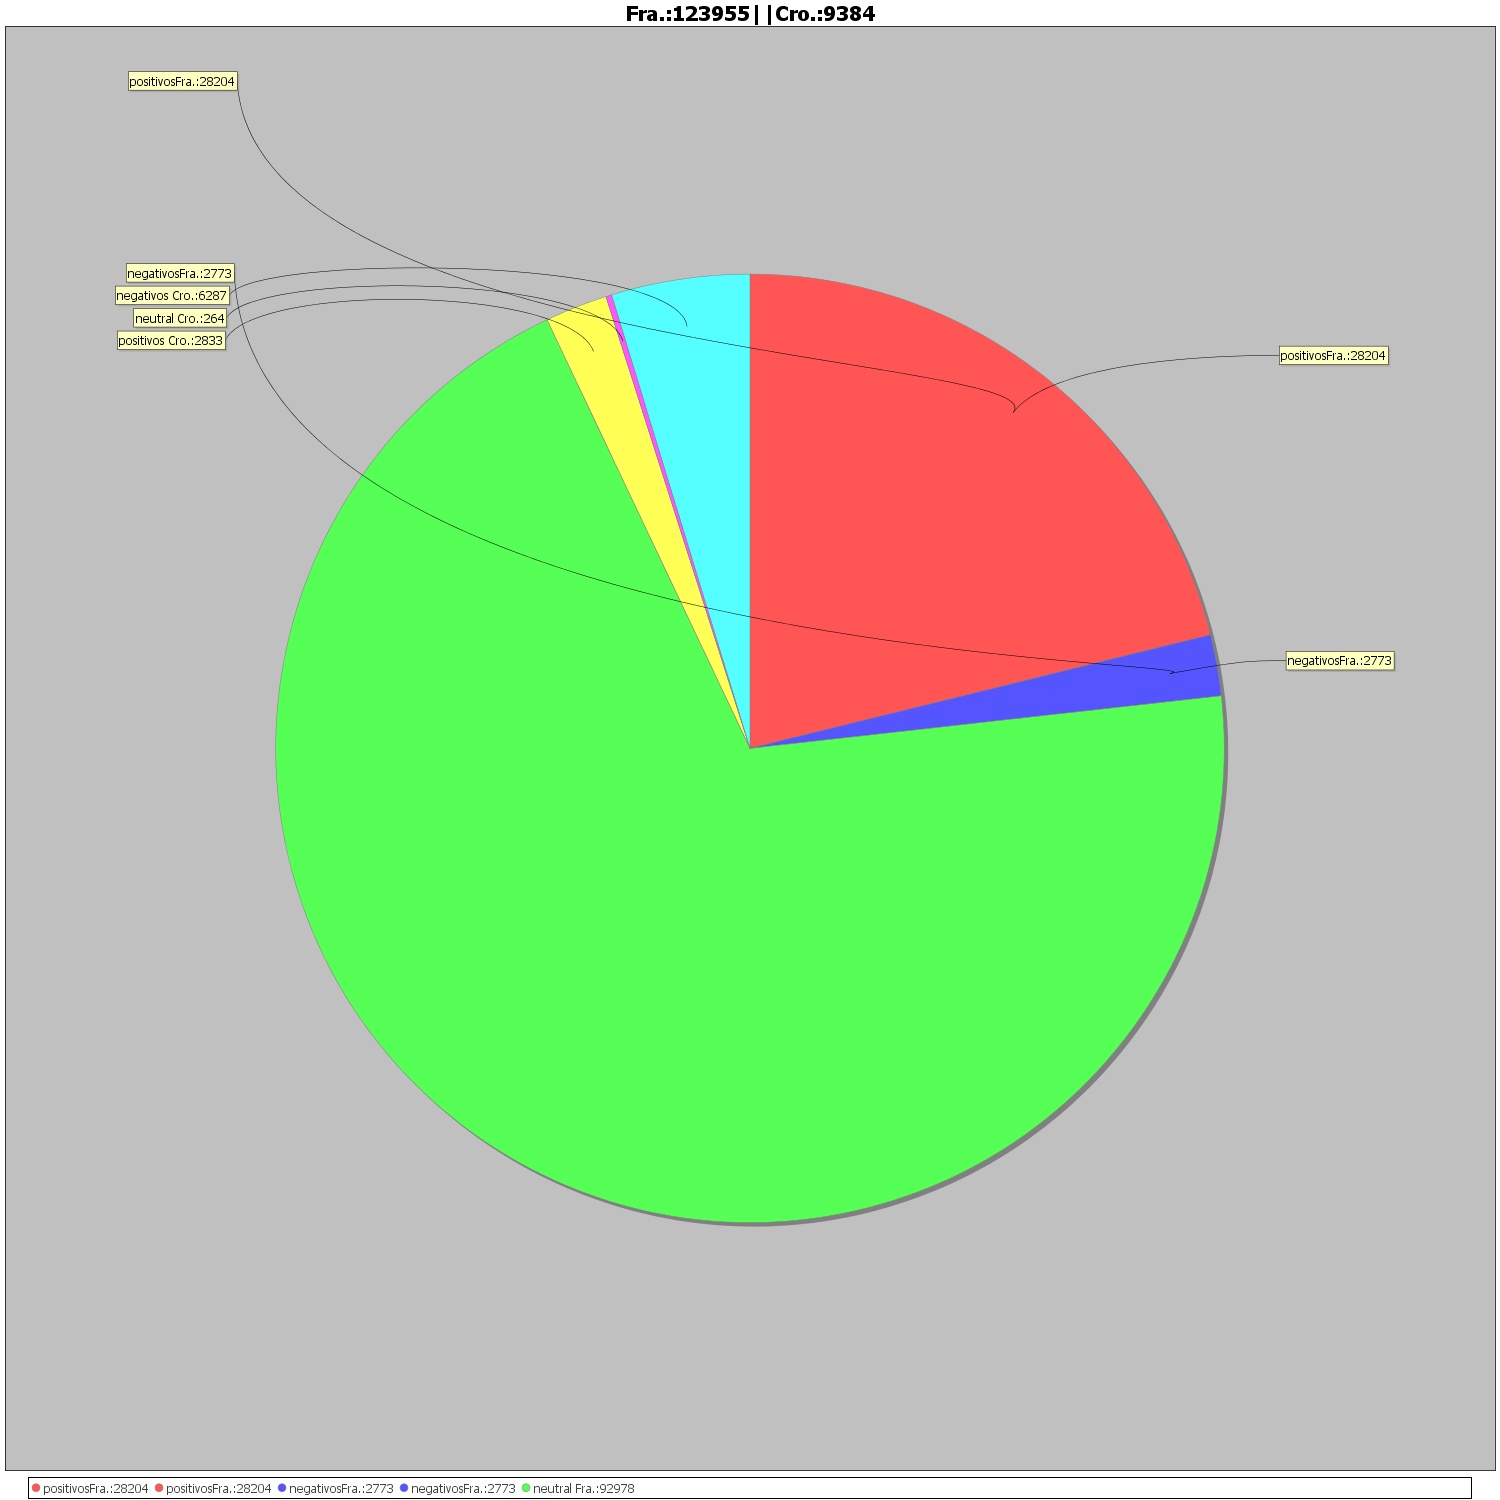 Fra.:123955||Cro.:9384
positivosFra.:28204
negativosFra.:2773
negativos Cro.:6287
neutral Cro.:264
positivos Cro.:2833
positivosFra.:28204
negativosFra.:2773
positivosFra.:28204 positivosFra.:28204 negativosFra.:2773 negativosFra.:2773 neutral Fra.:92978